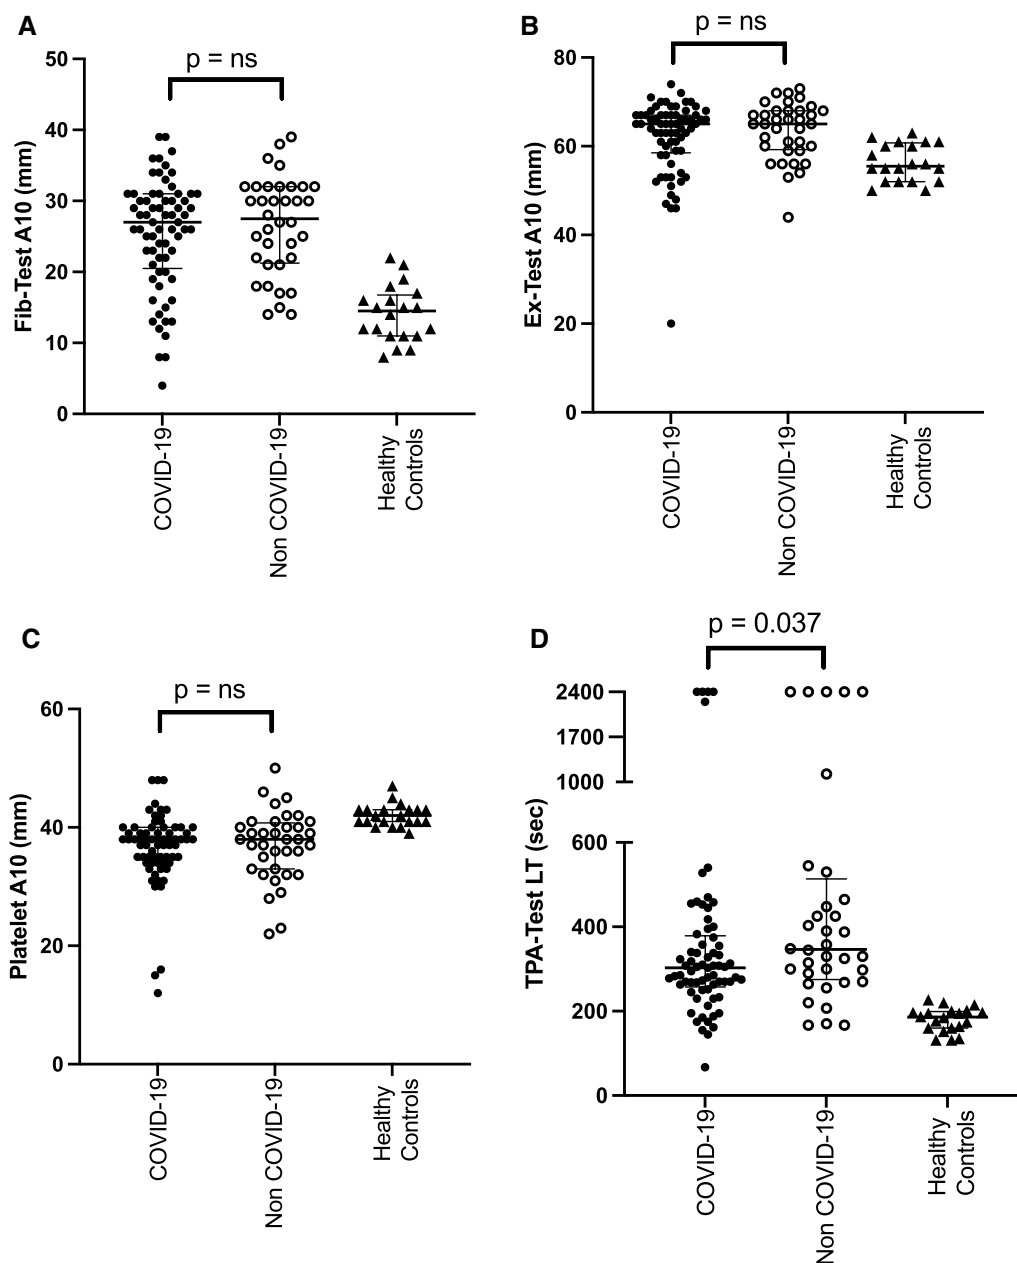 A
p = ns
Fib-Test A10 (mm)
50
40
30
20
10
0
COVID-19
Non COVID-19
Healthy
Controls
B
p = ns
Ex-Test A10 (mm)
80
60
40
20
0
COVID-19
Non COVID-19
Healthy
Controls
C
p = ns
Platelet A10 (mm)
60
40
20
0
COVID-19
Non COVID-19
Healthy
Controls
D
p = 0.037
TPA-Test LT (sec)
2400
1700
1000
600
400
200
0
COVID-19
Non COVID-19
Healthy
Controls